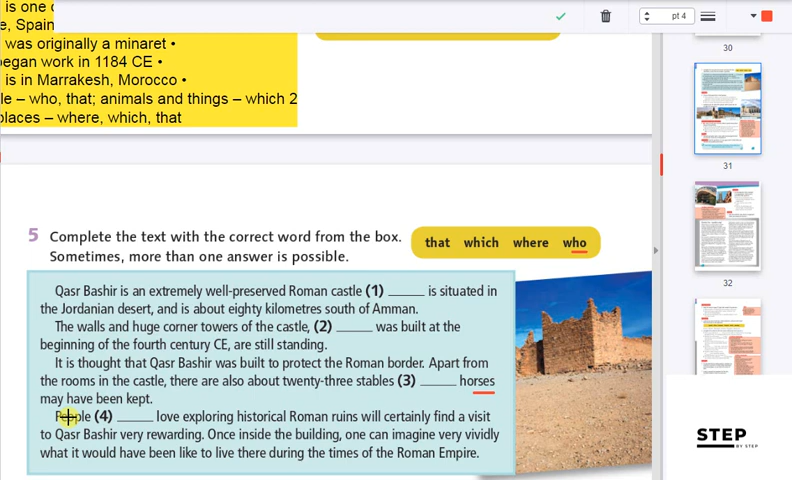 is one o
e, Spain
was originally a minaret •
egan work in 1184 CE •
is in Marrakesh, Morocco •
le – who, that; animals and things – which 2
places – where, which, that
pt 4
30
31
32
5 Complete the text with the correct word from the box.
Sometimes, more than one answer is possible.
that which where who
Qasr Bashir is an extremely well-preserved Roman castle (1) _____ is situated in
the Jordanian desert, and is about eighty kilometres south of Amman.
The walls and huge corner towers of the castle, (2) _____ was built at the
beginning of the fourth century CE, are still standing.
It is thought that Qasr Bashir was built to protect the Roman border. Apart from
the rooms in the castle, there are also about twenty-three stables (3) _____ horses
may have been kept.
People (4) _____ love exploring historical Roman ruins will certainly find a visit
to Qasr Bashir very rewarding. Once inside the building, one can imagine very vividly
what it would have been like to live there during the times of the Roman Empire.
STEP
BY STEP